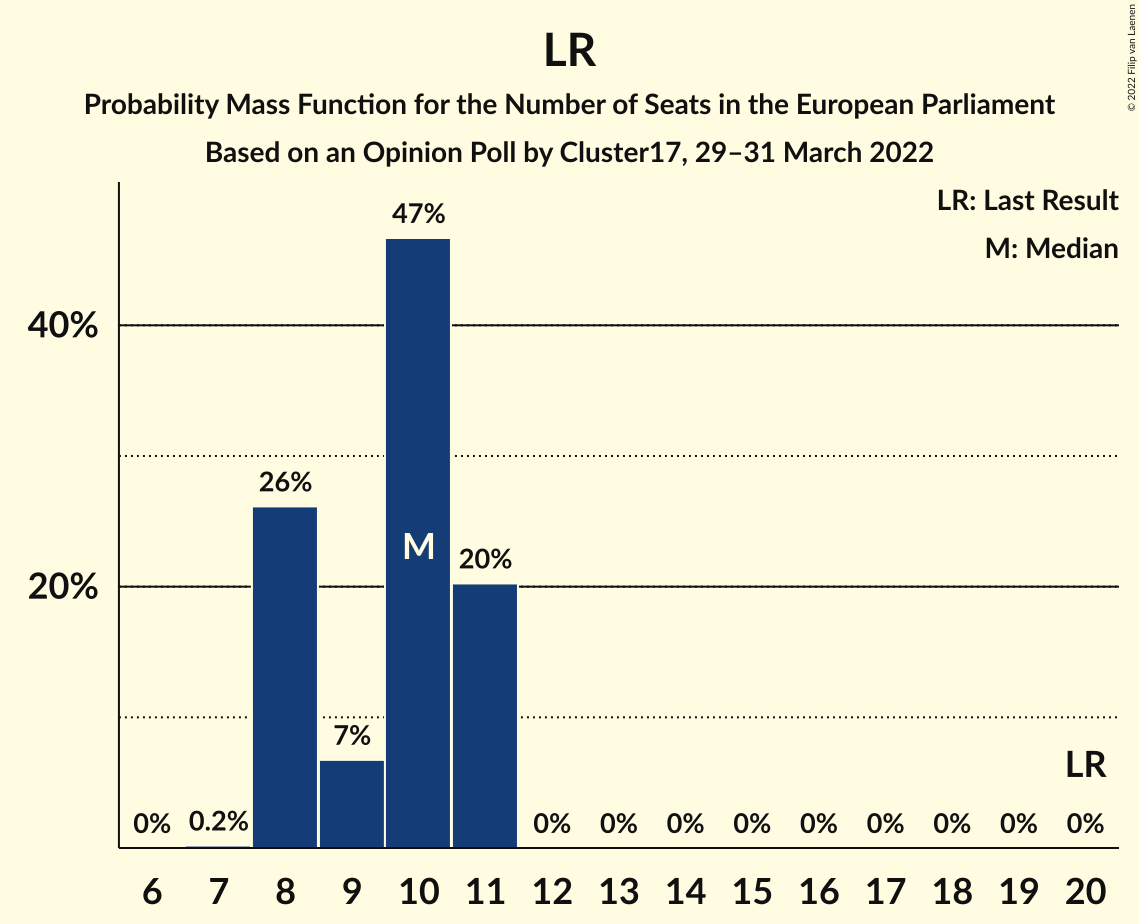 LR
Probability Mass Function for the Number of Seats in the European Parliament
Based on an Opinion Poll by Cluster17, 29–31 March 2022
© 2022 Filip van Laenen
LR: Last Result
M: Median
40%
20%
0%
0.2%
26%
7%
47%
M
20%
0%
0%
0%
0%
0%
0%
0%
0%
LR
0%
6 7 8 9 10 11 12 13 14 15 16 17 18 19 20